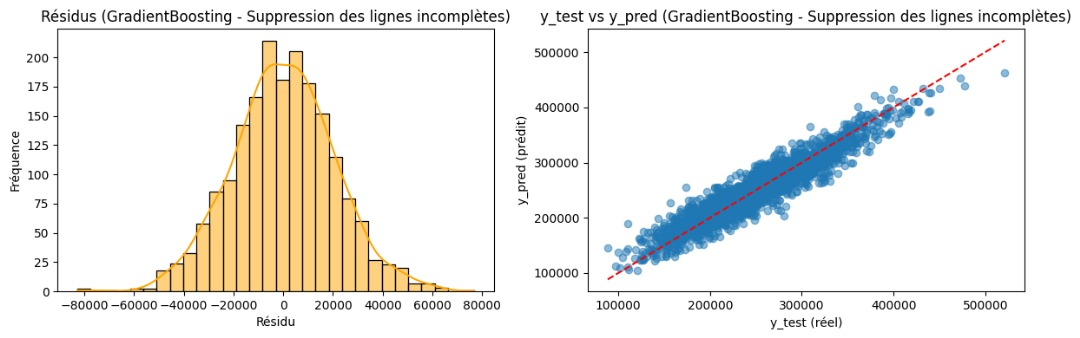 Résidus (GradientBoosting - Suppression des lignes incomplètes)
200
175
150
125
100
75
50
25
0
Fréquence
−80000 −60000 −40000 −20000 0 20000 40000 60000 80000
Résidu
y_test vs y_pred (GradientBoosting - Suppression des lignes incomplètes)
500000
400000
300000
200000
100000
y_pred (prédit)
100000 200000 300000 400000 500000
y_test (réel)